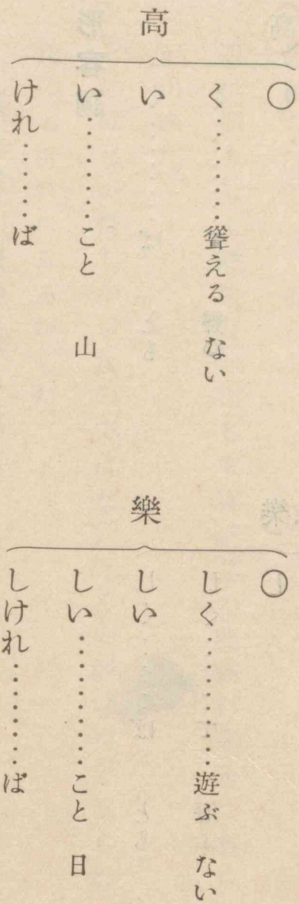 高
○
く………聳える ない
い
い………こと 山
けれ………ば
樂
○
しく…………遊ぶ ない
しい
しい…………こと 日
しけれ…………ば